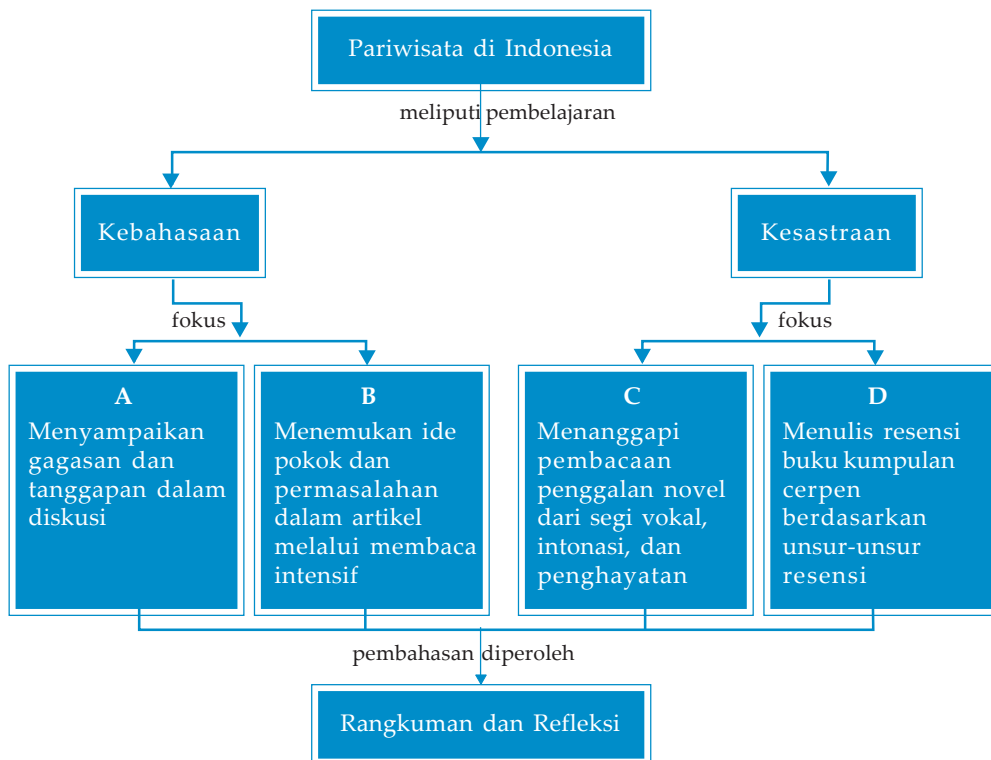 Pariwisata di Indonesia
meliputi pembelajaran
Kebahasaan
Kesastraan
fokus
fokus
A
Menyampaikan
gagasan dan
tanggapan dalam
diskusi
B
Menemukan ide
pokok dan
permasalahan
dalam artikel
melalui membaca
intensif
C
Menanggapi
pembacaan
penggalan novel
dari segi vokal,
intonasi, dan
penghayatan
D
Menulis resensi
buku kumpulan
cerpen
berdasarkan
unsur-unsur
resensi
pembahasan diperoleh
Rangkuman dan Refleksi